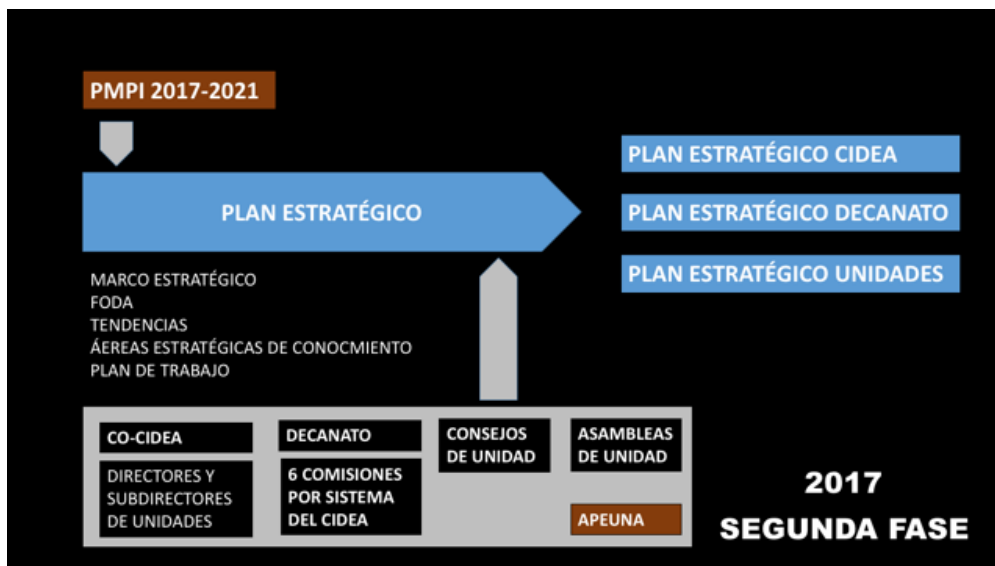 PMPI 2017-2021
PLAN ESTRATÉGICO
PLAN ESTRATÉGICO CIDEA
PLAN ESTRATÉGICO DECANATO
PLAN ESTRATÉGICO UNIDADES
MARCO ESTRATÉGICO
FODA
TENDENCIAS
ÁEREAS ESTRATÉGICAS DE CONOCMIENTO
PLAN DE TRABAJO
CO-CIDEA
DIRECTORES Y
SUBDIRECTORES
DE UNIDADES
DECANATO
6 COMISIONES
POR SISTEMA
DEL CIDEA
CONSEJOS
DE UNIDAD
ASAMBLEAS
DE UNIDAD
APEUNA
2017
SEGUNDA FASE